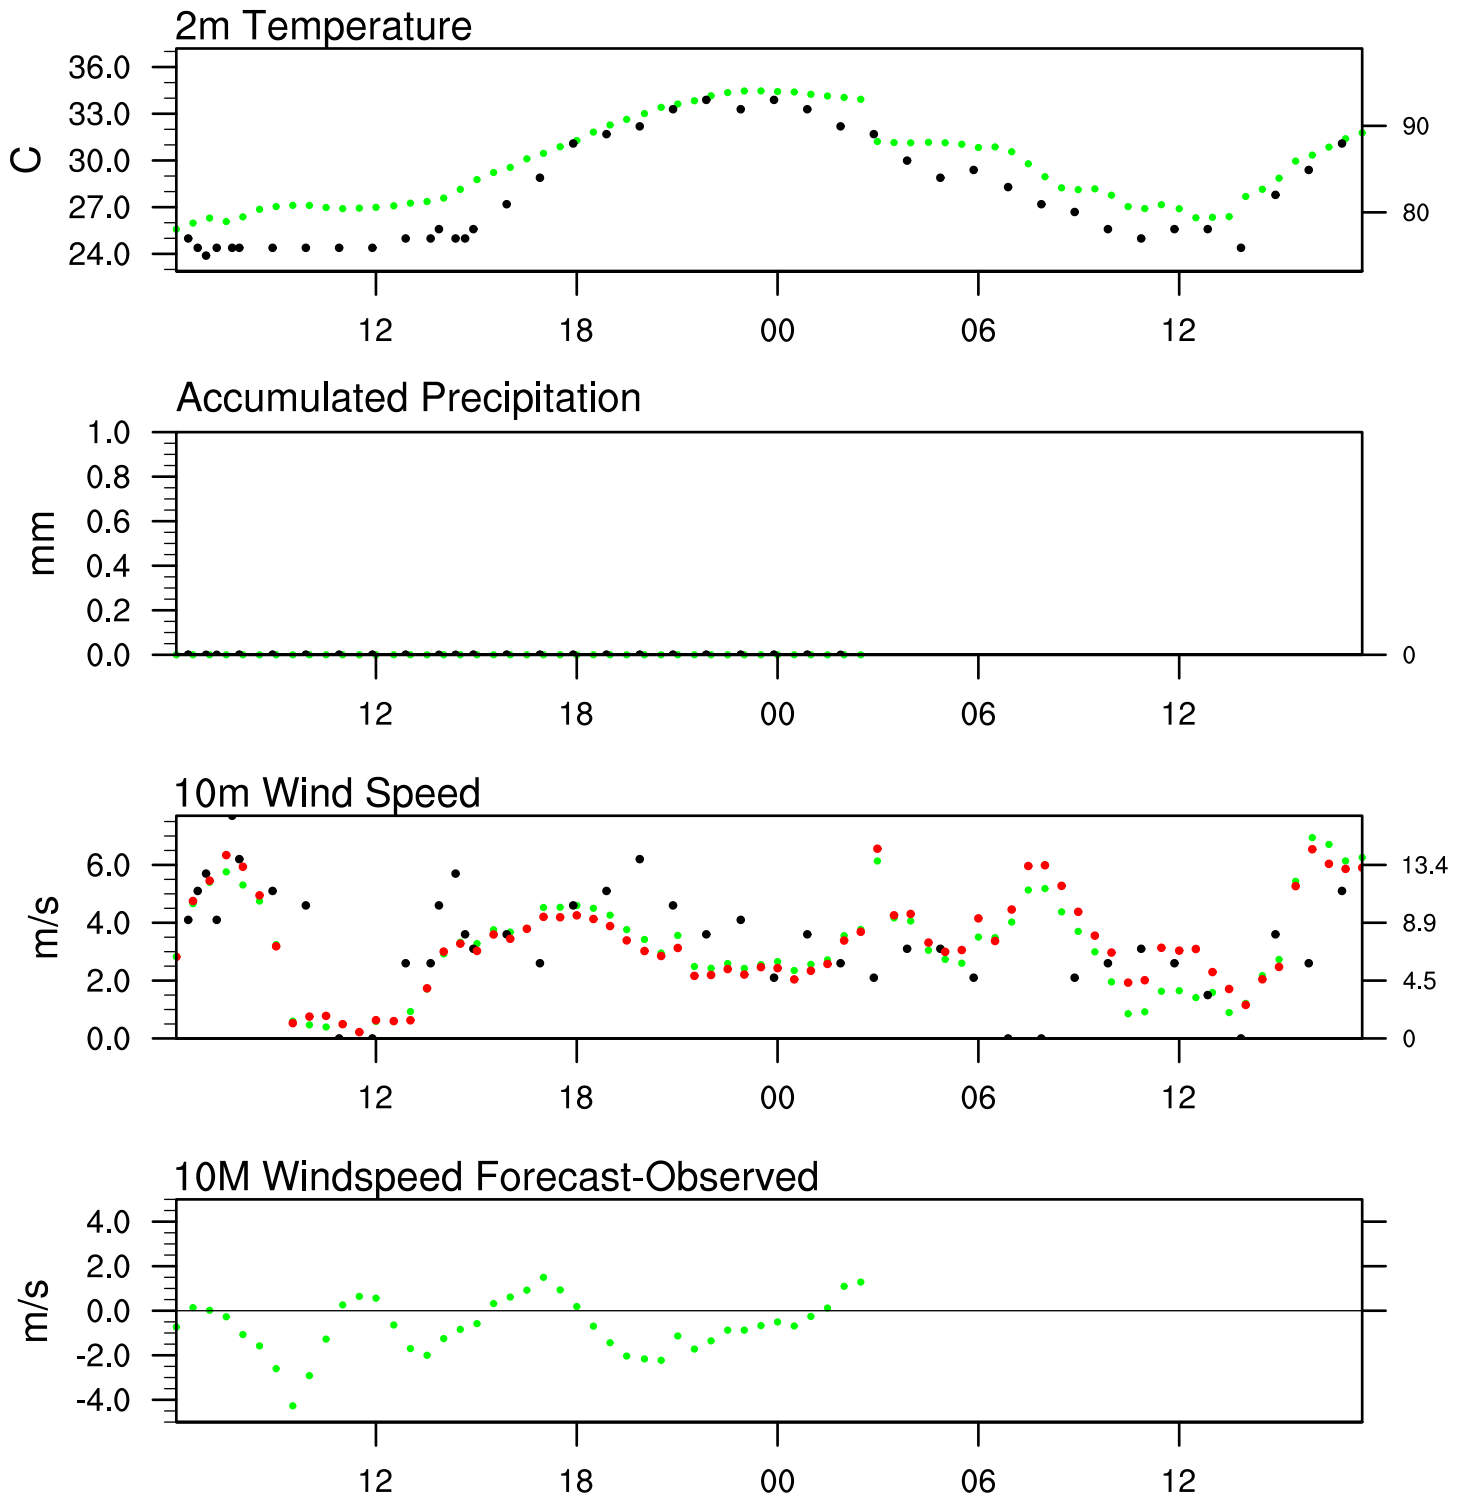 2m Temperature
36.0
33.0
30.0
27.0
24.0
C
90
80
12 18 00 06 12
Accumulated Precipitation
1.0
0.8
0.6
0.4
0.2
0.0
mm
0
12 18 00 06 12
10m Wind Speed
6.0
4.0
2.0
0.0
m/s
13.4
8.9
4.5
0
12 18 00 06 12
10M Windspeed Forecast-Observed
4.0
2.0
0.0
-2.0
-4.0
m/s
12 18 00 06 12